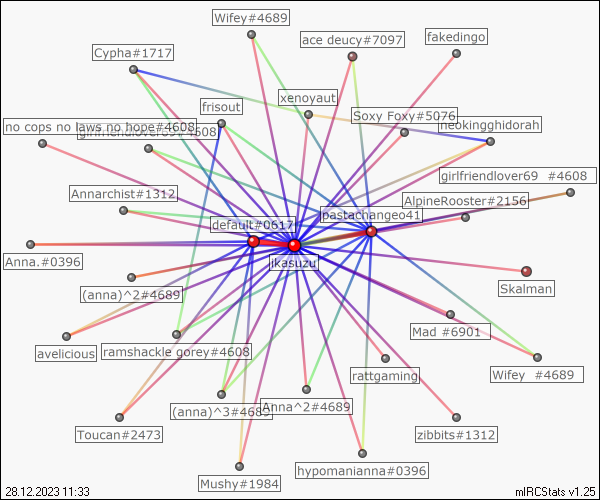 Wifey#4689
ace deucy#7097
fakedingo
Cypha#1717
xenoyaut
frisout
Soxy Foxy#5076
no cops no laws no hope#4608
girlfriendlover69#4608
neokingghidorah
girlfriendlover69 #4608
Annarchist#1312
AlpineRooster#2156
pastachangeo41
default#0617
Anna.#0396
jkasuzu
Skalman
(anna)^2#4689
Mad #6901
avelicious
ramshackle gorey#4608
rattgaming
Wifey #4689
(anna)^3#4689
Anna^2#4689
Toucan#2473
zibbits#1312
hypomanianna#0396
Mushy#1984
28.12.2023 11:33
mIRCStats v1.25